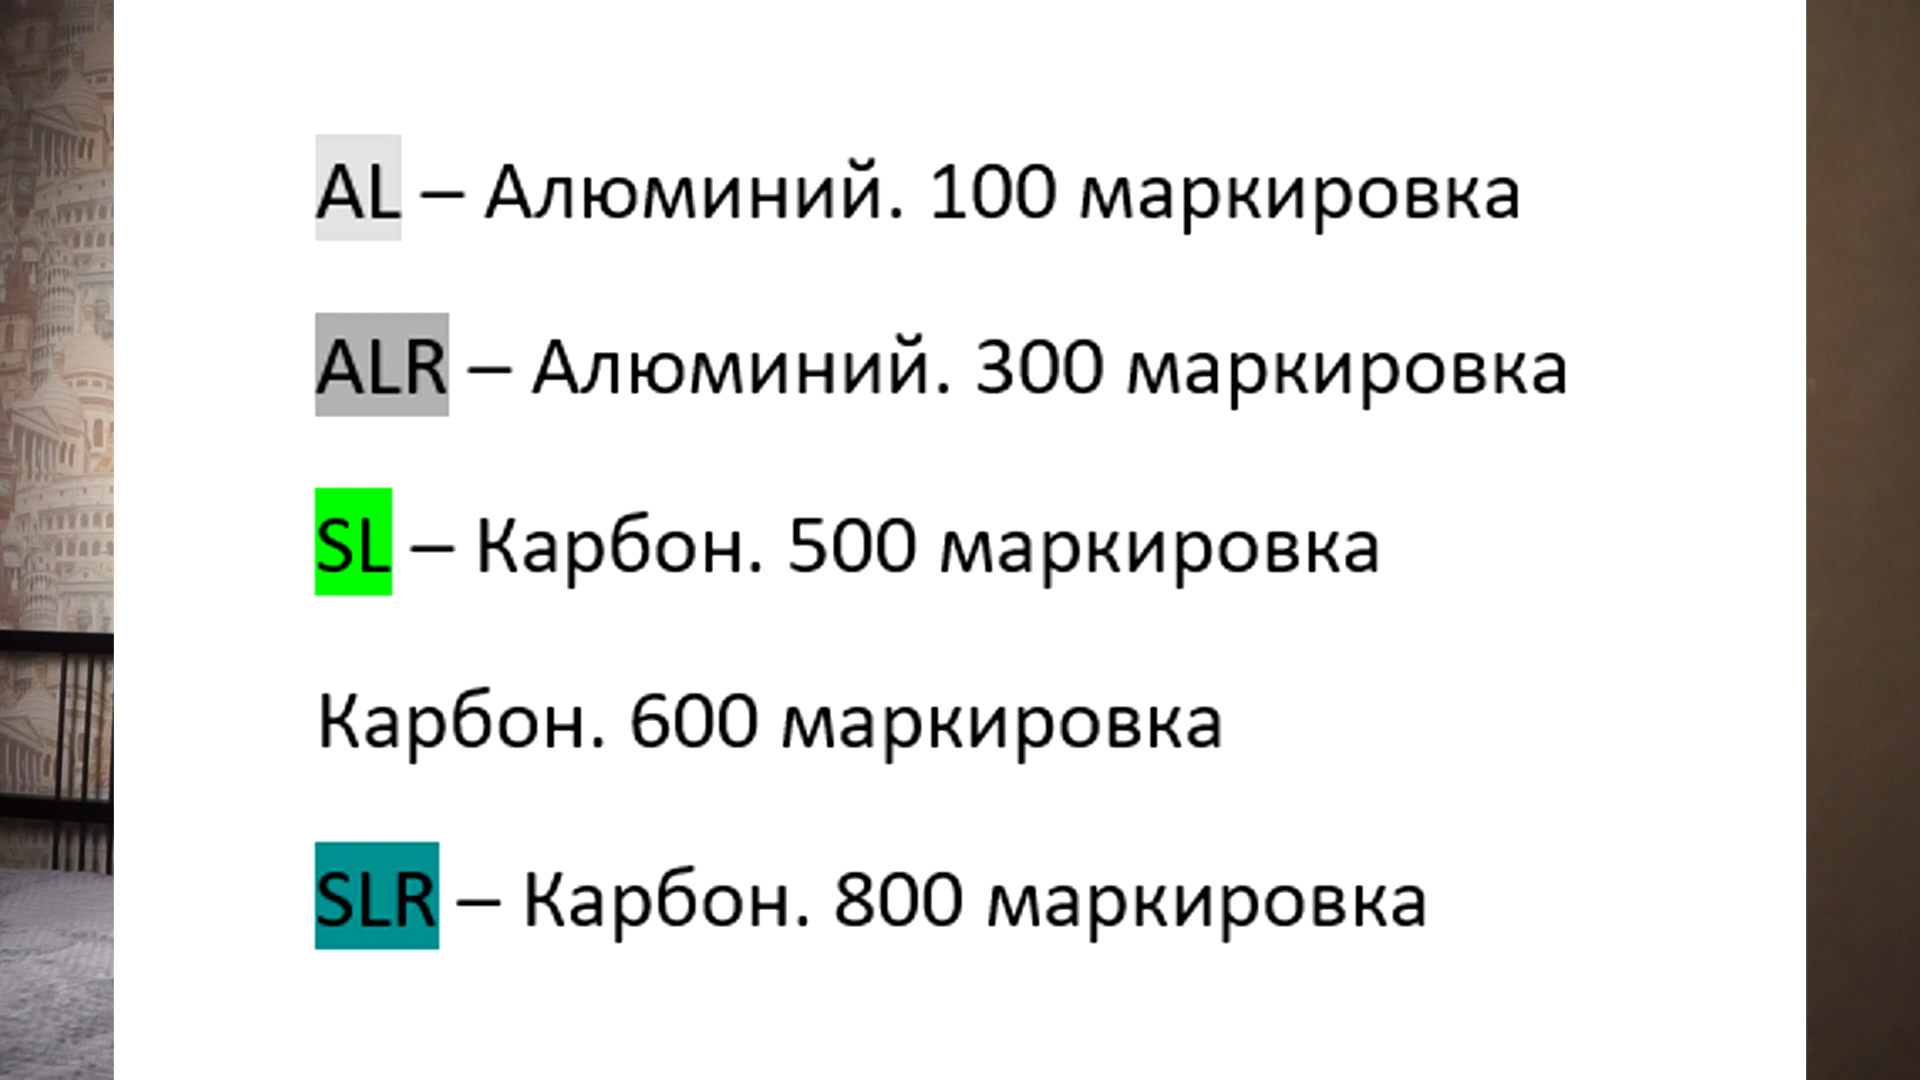 AL – Алюминий. 100 маркировка
ALR – Алюминий. 300 маркировка
SL – Карбон. 500 маркировка
Карбон. 600 маркировка
SLR – Карбон. 800 маркировка